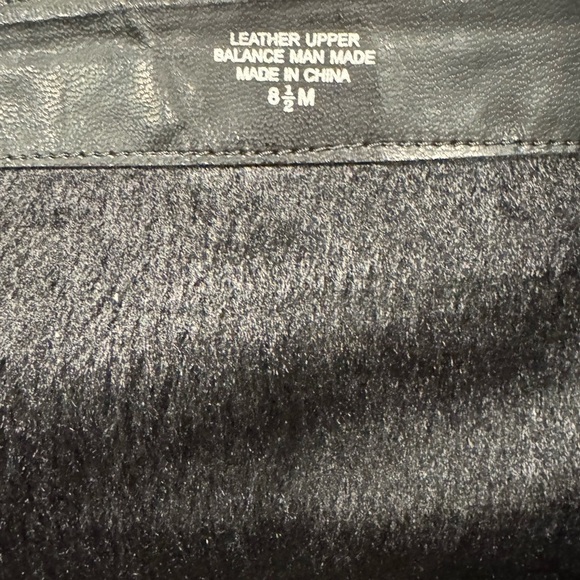 LEATHER UPPER
BALANCE MAN MADE
MADE IN CHINA
8½M